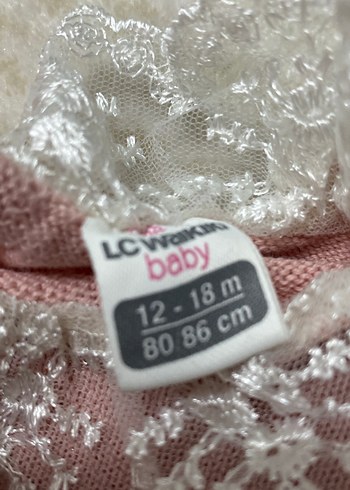 LC Waikiki
baby
12 - 18 m
80/86 cm